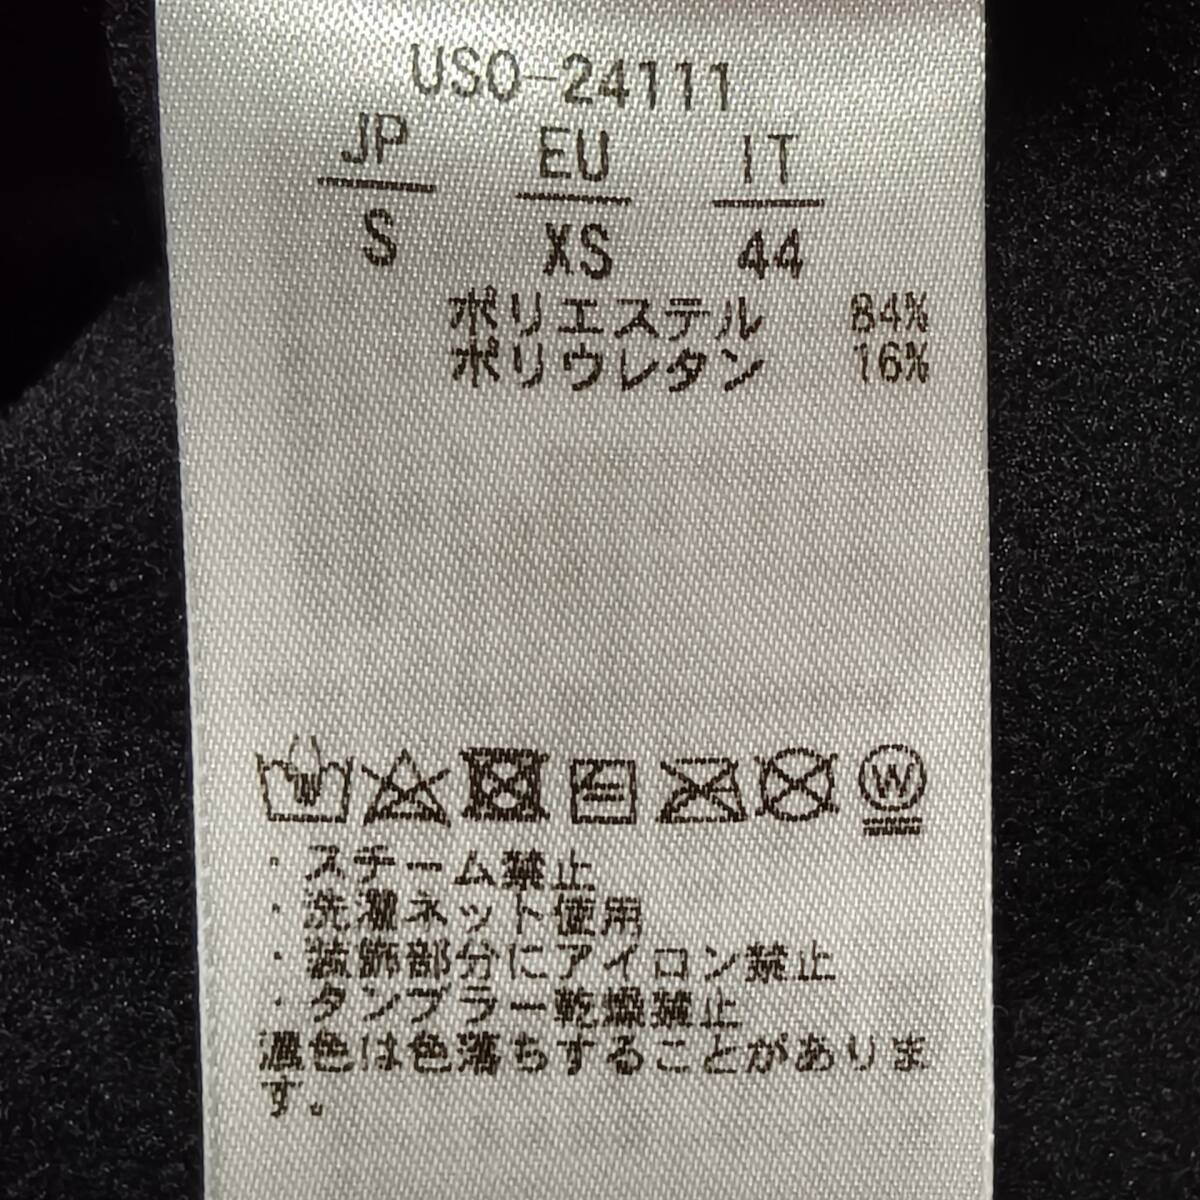 USO-24111
JP EU IT
S XS 44
ポリエステル 84%
ポリウレタン 16%
W
・スチーム禁止
・洗濯ネット使用
・装飾部分にアイロン禁止
・タンブラー乾燥禁止
濃色は色落ちすることがありま
す。